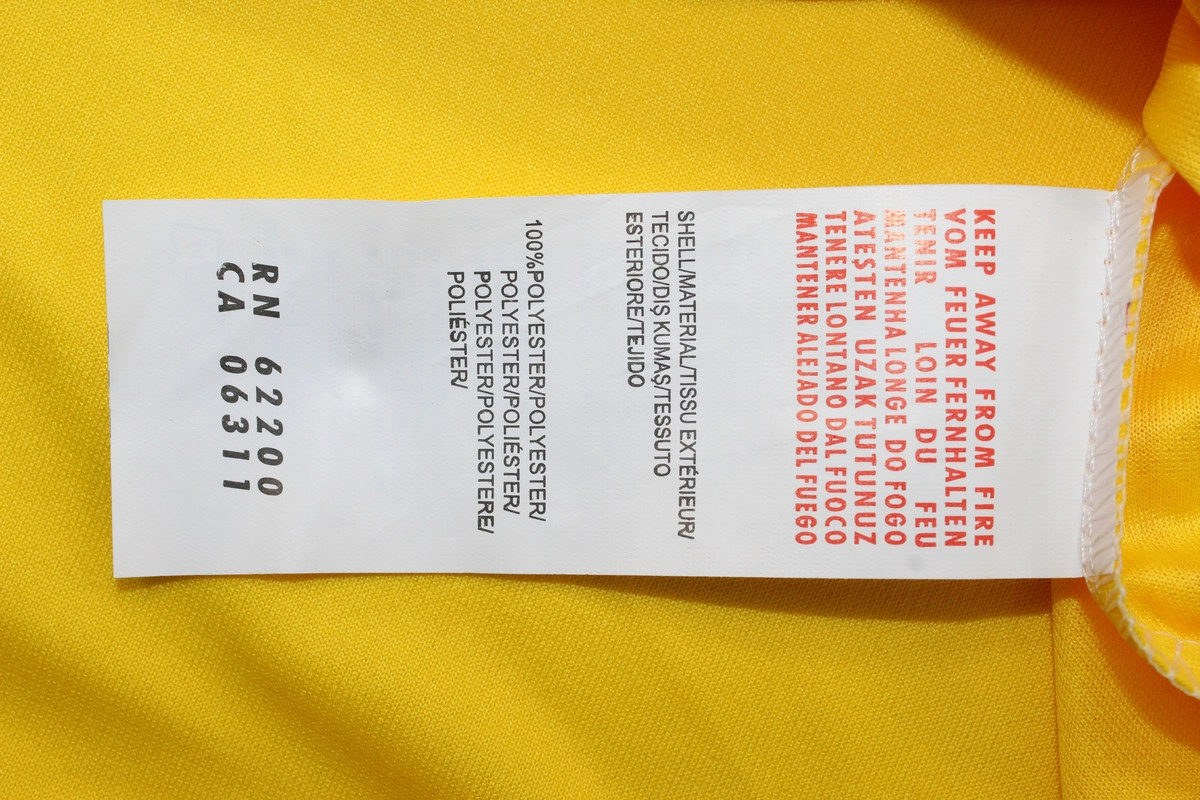 KEEP AWAY FROM FIRE
VOM FEUER FERNHALTEN
TENIR LOIN DU FEU
MANTENHA LONGE DO FOGO
ATEŞTEN UZAK TUTUNUZ
TENERE LONTANO DAL FUOCO
MANTENER ALEJADO DEL FUEGO
SHELL/MATERIAL/TISSU EXTÉRIEUR/
TECIDO/DIŞ KUMAŞ/TESSUTO
ESTERIORE/TEJIDO
100%POLYESTER/POLYESTER/
POLYESTER/POLIÉSTER/
POLYESTER/POLYESTERE/
POLIÉSTER/
RN 62200
CA 06311